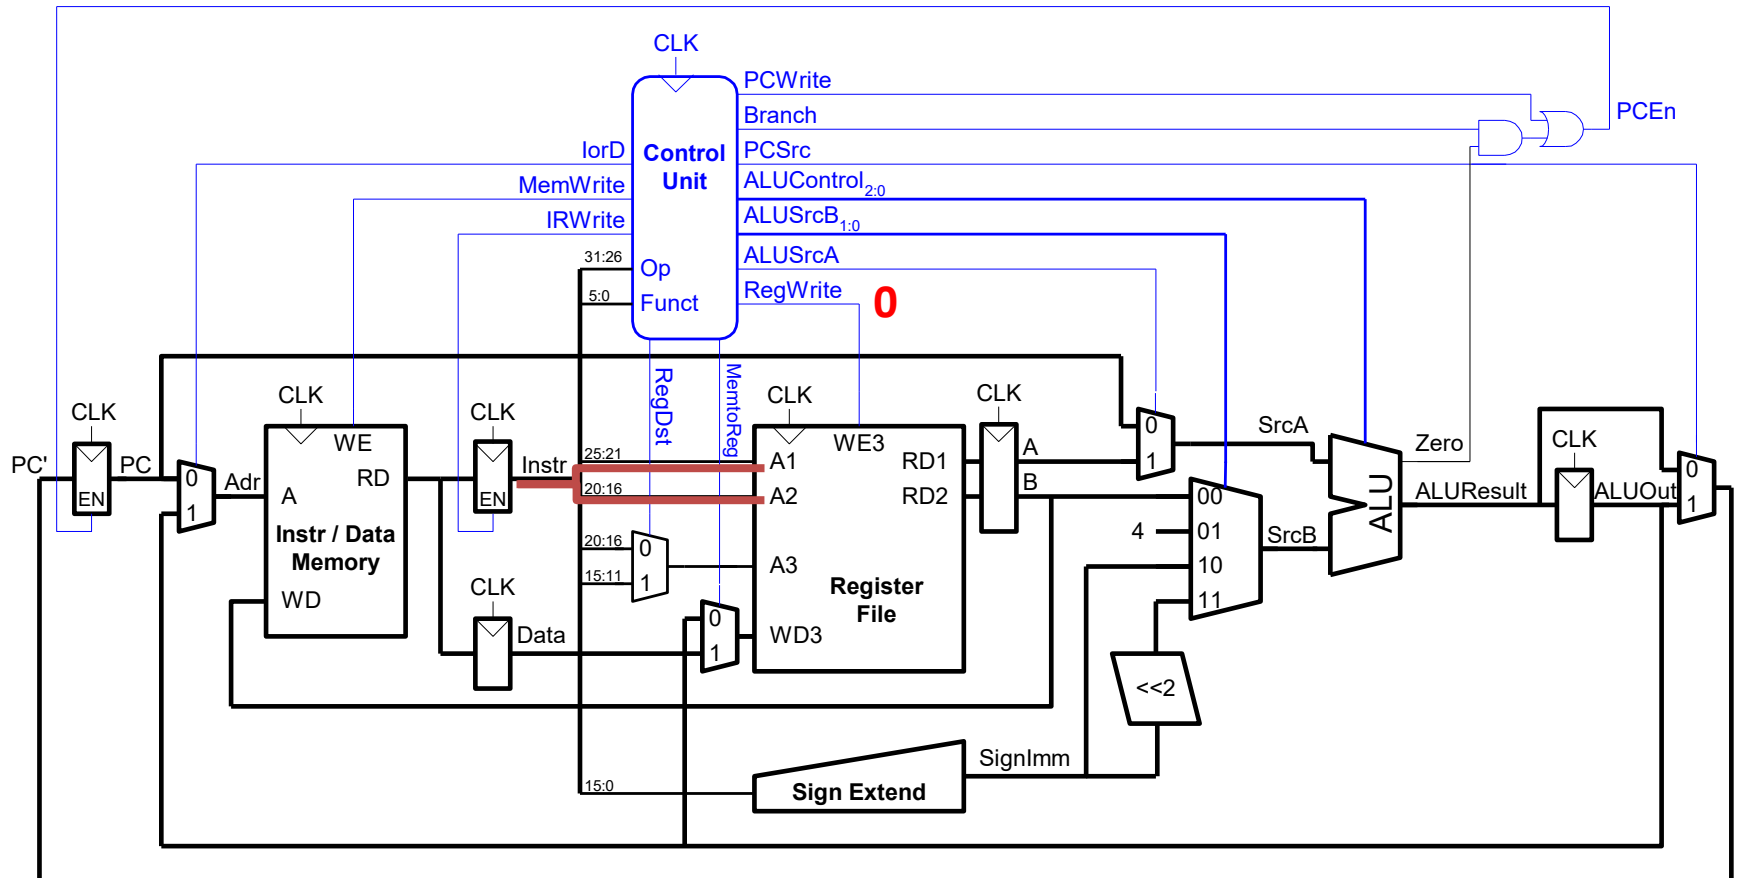 CLK
PCWrite
Branch
PCEn
IorD
Control
Unit
PCSrc
MemWrite
ALUControl2:0
IRWrite
ALUSrcB1:0
31:26
Op
ALUSrcA
5:0
Funct
RegWrite
0
RegDst
MemtoReg
CLK
CLK
CLK
CLK
CLK
CLK
WE
WE3
0
SrcA
Zero
PC'
PC
EN
0
1
Adr
A
RD
EN
Instr
25:21
A1
20:16
A2
RD1
RD2
A
B
1
00
4
01
10
11
SrcB
ALU
ALUResult
ALUOut
0
1
Instr / Data
Memory
WD
20:16
0
15:11
1
A3
Register
File
CLK
Data
0
1
WD3
<<2
SignImm
15:0
Sign Extend